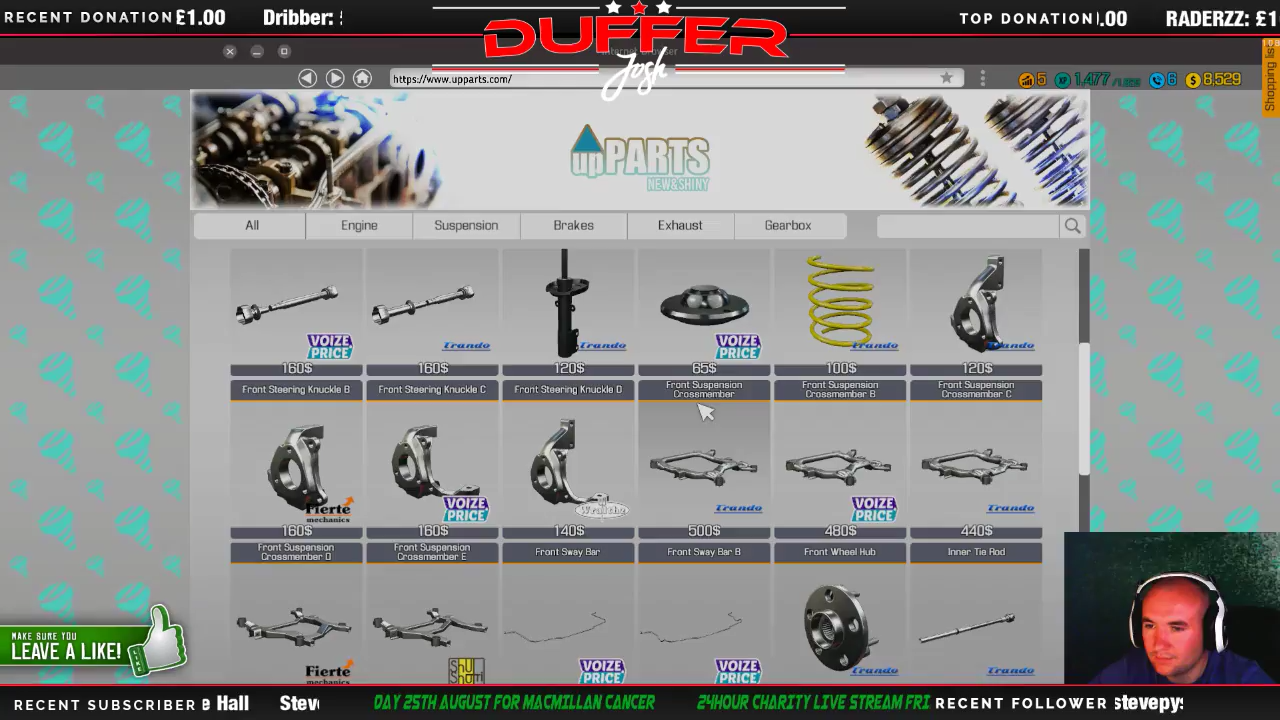 RECENT DONATION £1.00 Dribber:
DUFFER
Josh
TOP DONATION .00 RADERZZ: £1
https://www.upparts.com/
5 1,477 6 $ 8,529
Shopping list
upPARTS
NEW&SHINY
All Engine Suspension Brakes Exhaust Gearbox
VOIZE PRICE Trando Trando VOIZE PRICE Trando Trando
160$ 160$ 120$ 65$ 100$ 120$
Front Steering Knuckle B Front Steering Knuckle C Front Steering Knuckle D Front Suspension Crossmember Front Suspension Crossmember B Front Suspension Crossmember C
Fierte mechanics VOIZE PRICE Trando VOIZE PRICE Trando
160$ 160$ 140$ 500$ 480$ 440$
Front Suspension Crossmember D Front Suspension Crossmember E Front Sway Bar Front Sway Bar B Front Wheel Hub Inner Tie Rod
Fierte mechanics VOIZE PRICE VOIZE PRICE Trando Trando
MAKE SURE YOU
LEAVE A LIKE!
RECENT SUBSCRIBER e Hall Stev DAY 25TH AUGUST FOR MACMILLAN CANCER 24HOUR CHARITY LIVE STREAM FRI RECENT FOLLOWER stevepys